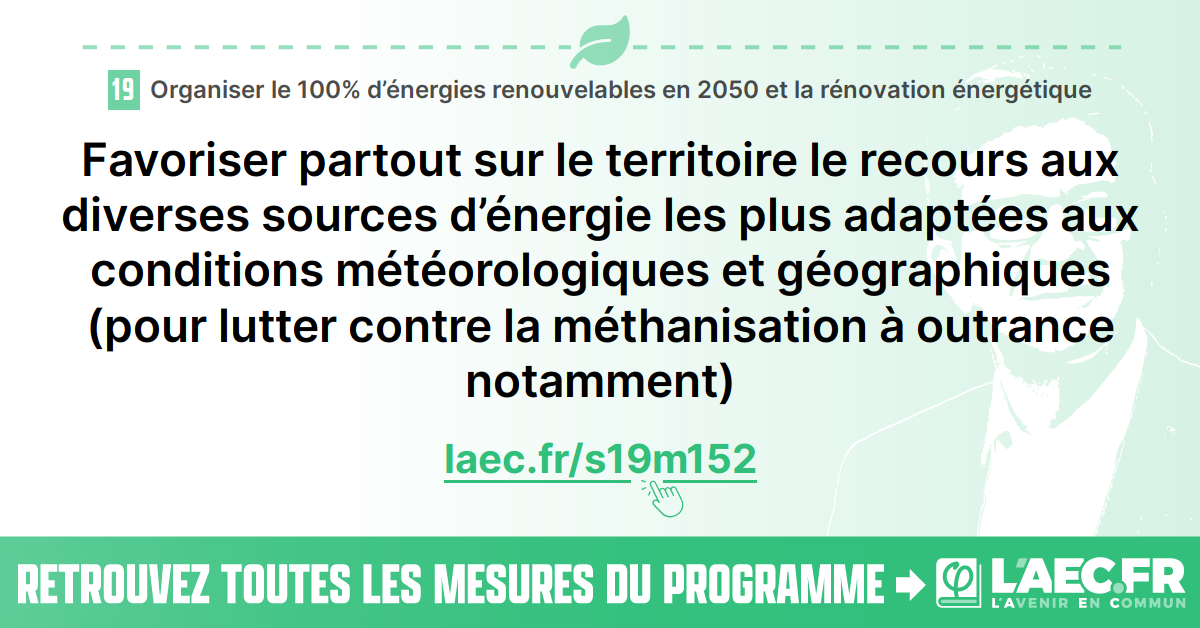 19 Organiser le 100% d’énergies renouvelables en 2050 et la rénovation énergétique
Favoriser partout sur le territoire le recours aux
diverses sources d’énergie les plus adaptées aux
conditions météorologiques et géographiques
(pour lutter contre la méthanisation à outrance
notamment)
laec.fr/s19m152
RETROUVEZ TOUTES LES MESURES DU PROGRAMME
L'AEC.FR
L'AVENIR EN COMMUN